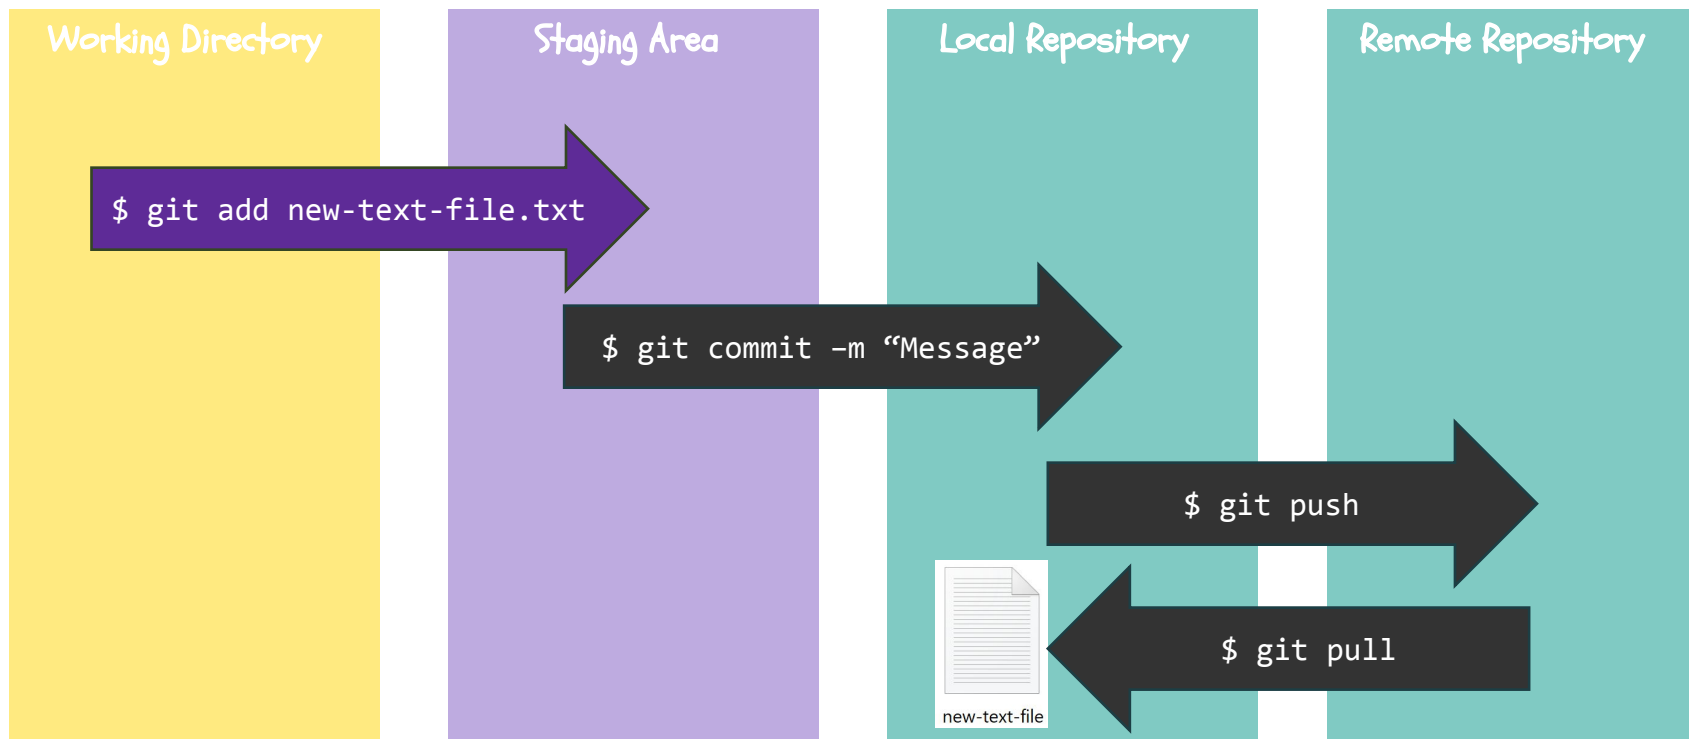 Working Directory
Staging Area
Local Repository
Remote Repository
$ git add new-text-file.txt
$ git commit –m “Message”
$ git push
$ git pull
new-text-file